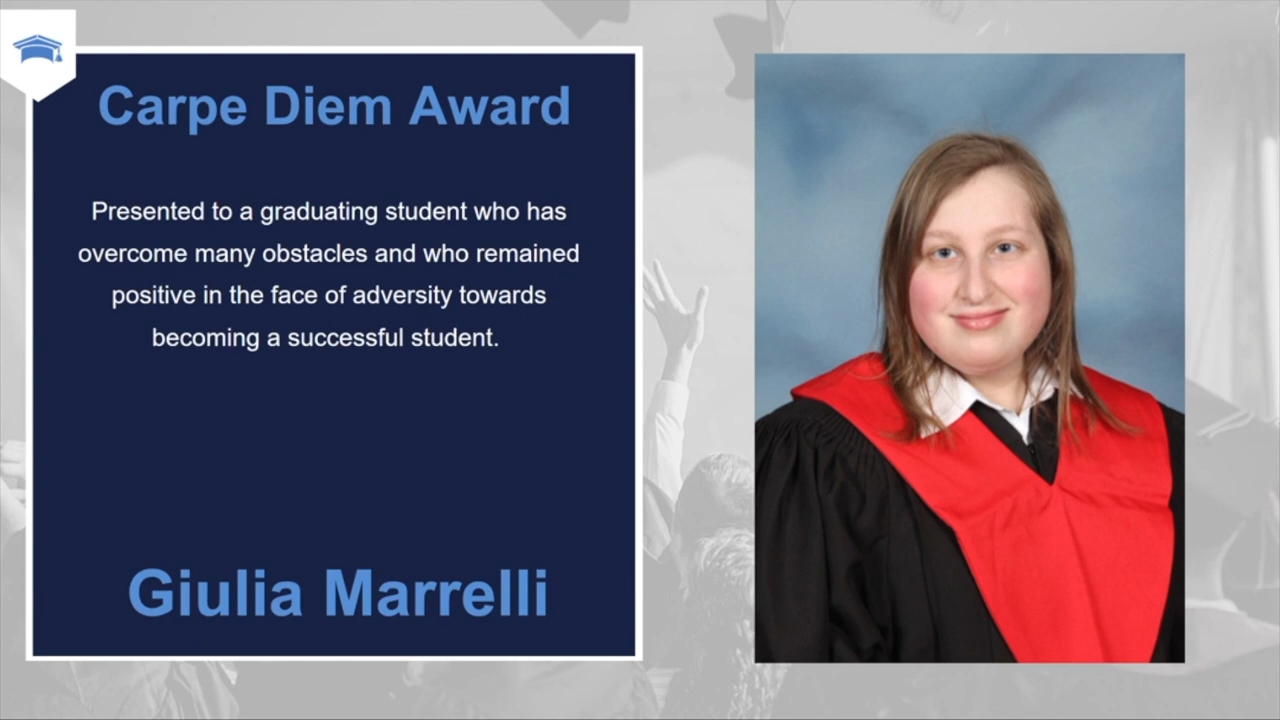 Carpe Diem Award
Presented to a graduating student who has
overcome many obstacles and who remained
positive in the face of adversity towards
becoming a successful student.
Giulia Marrelli